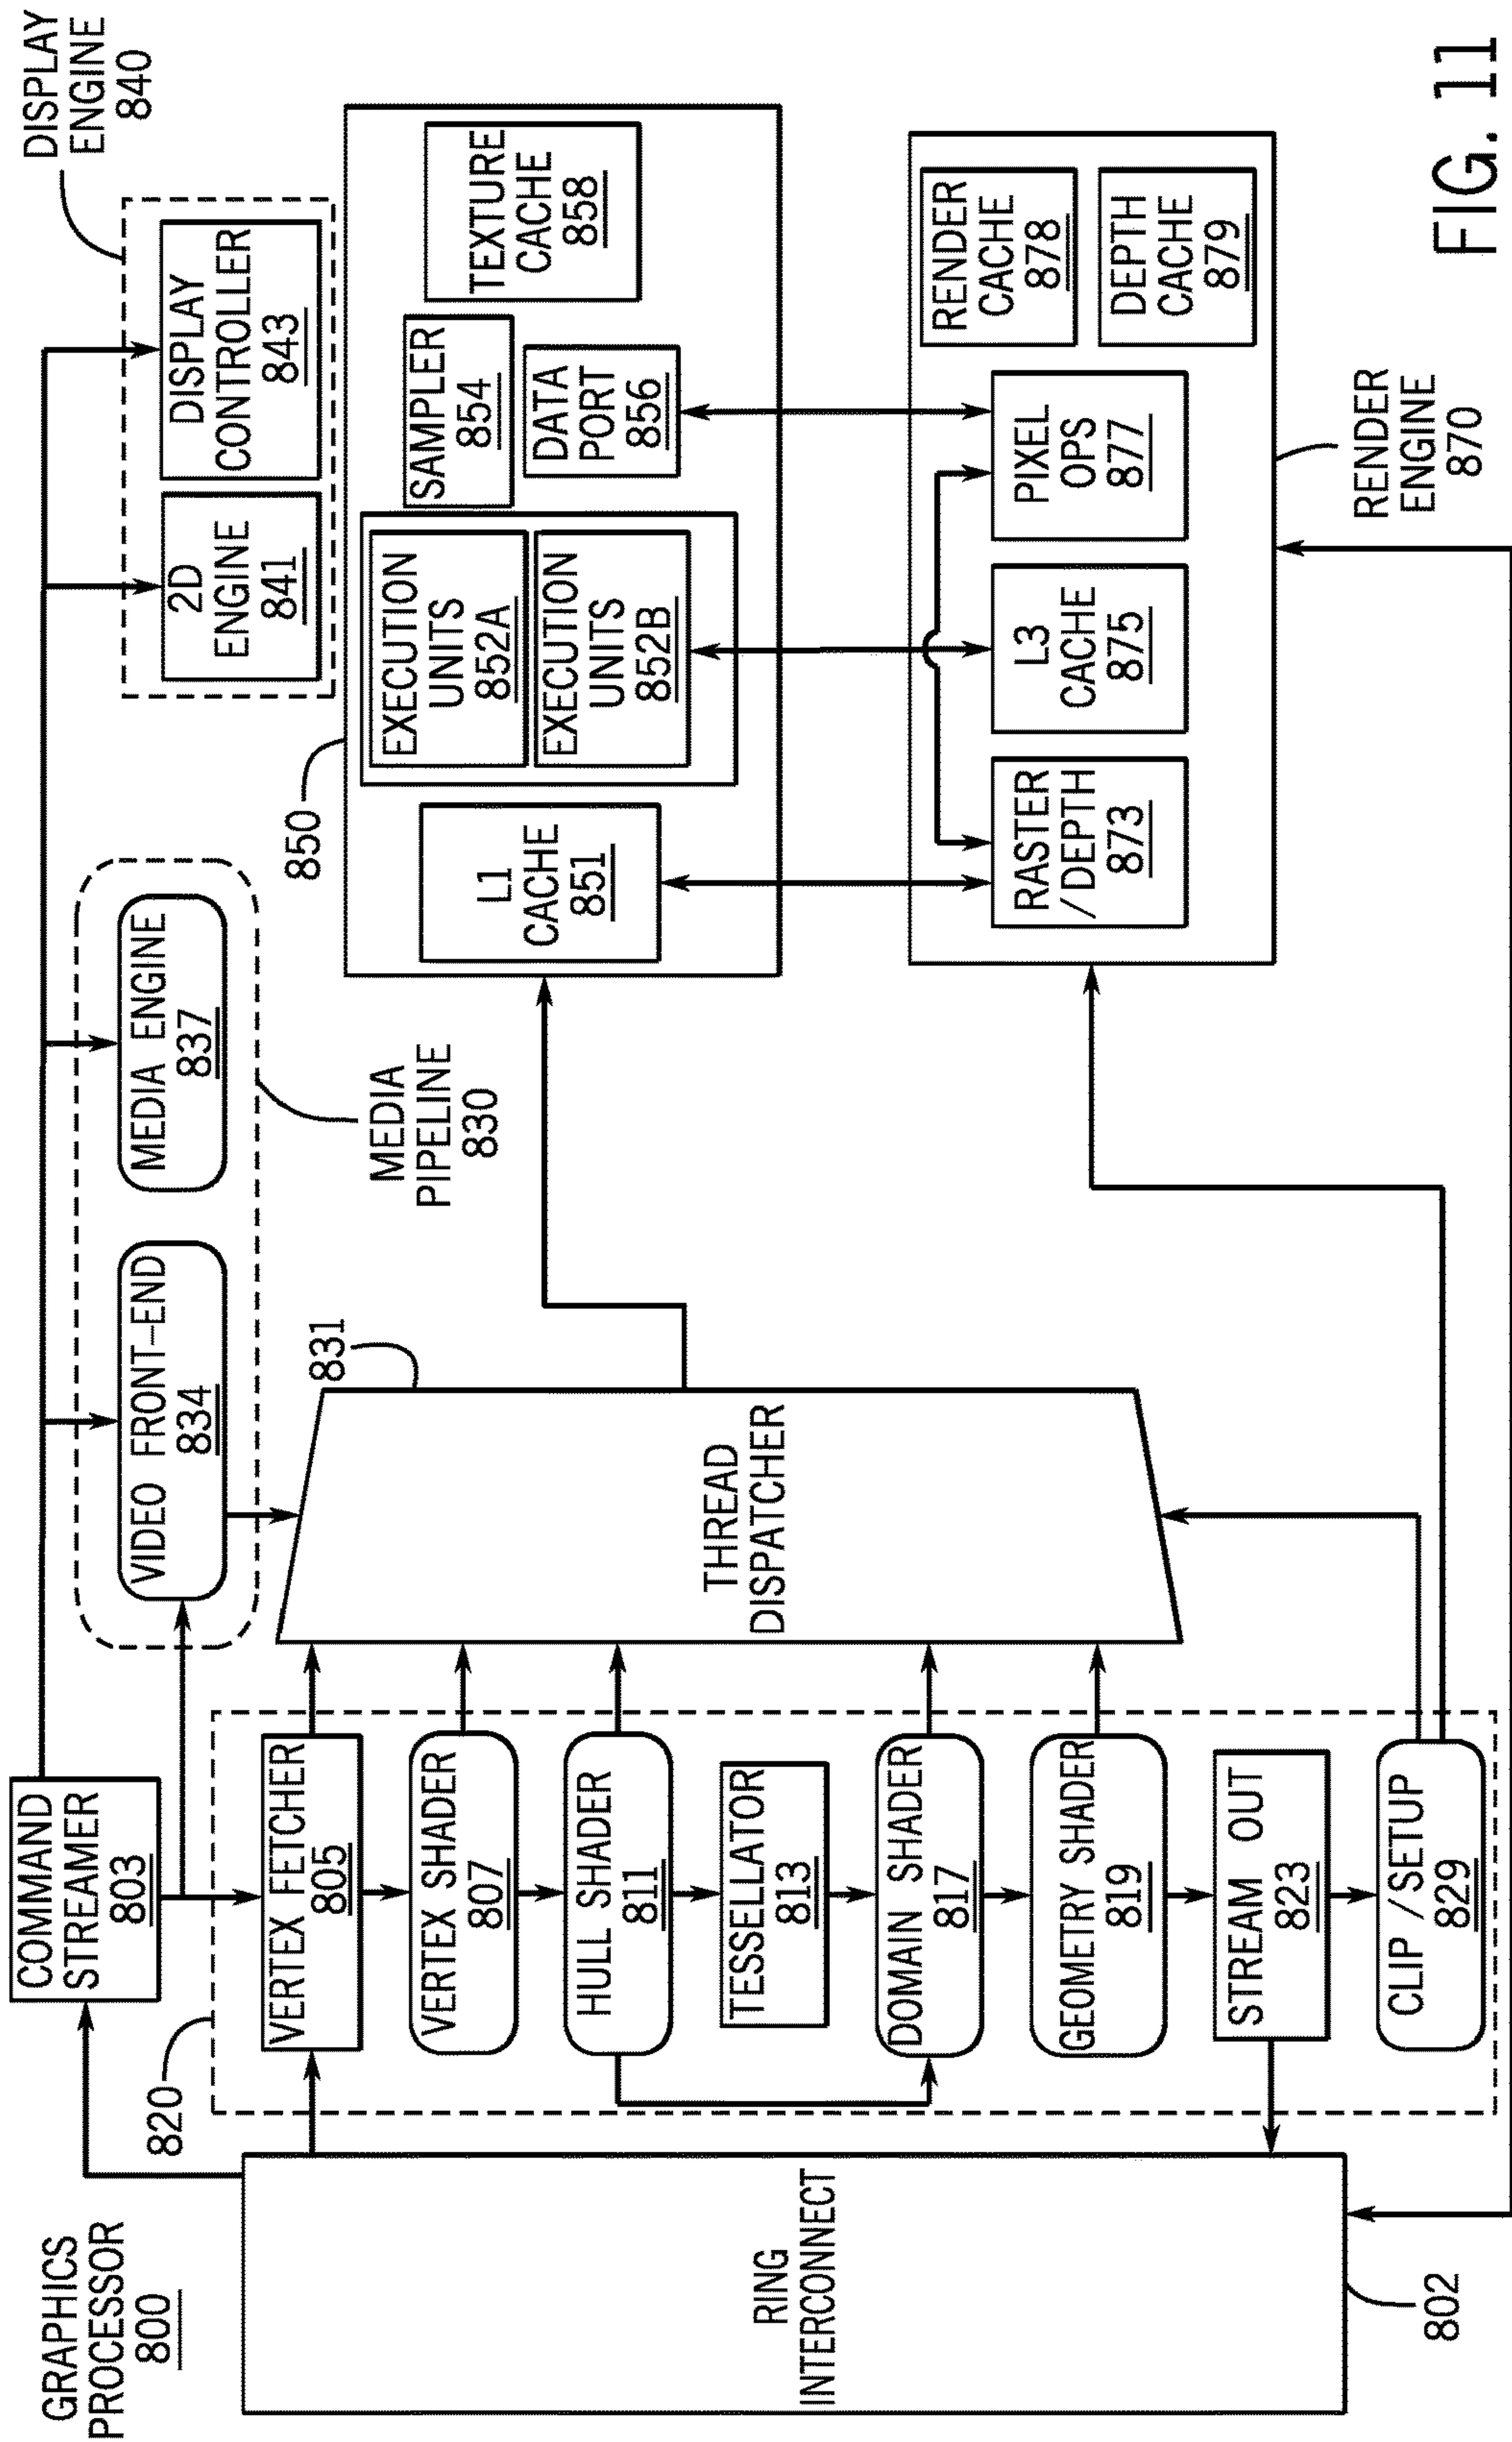 GRAPHICS
PROCESSOR
800
RING
INTERCONNECT
802
820
COMMAND
STREAMER
803
VERTEX FETCHER
805
VERTEX SHADER
807
HULL SHADER
811
TESSELLATOR
813
DOMAIN SHADER
817
GEOMETRY SHADER
819
STREAM OUT
823
CLIP /SETUP
829
THREAD
DISPATCHER
831
VIDEO FRONT-END
834
MEDIA ENGINE
837
MEDIA
PIPELINE
830
DISPLAY
ENGINE
840
2D
ENGINE
841
DISPLAY
CONTROLLER
843
850
L1
CACHE
851
EXECUTION
UNITS
852A
EXECUTION
UNITS
852B
SAMPLER
854
DATA
PORT
856
TEXTURE
CACHE
858
RASTER
/DEPTH
873
L3
CACHE
875
PIXEL
OPS
877
RENDER
CACHE
878
DEPTH
CACHE
879
RENDER
ENGINE
870
FIG. 11